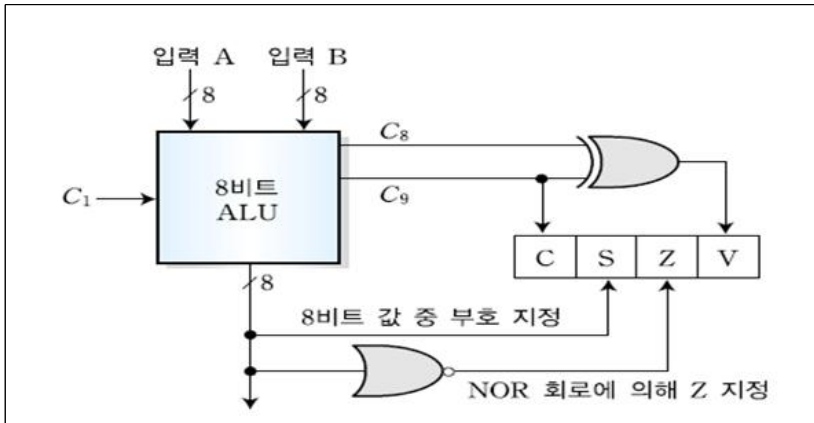 입력 A 입력 B
8 8
C₈
C₁ 8비트 C₉
ALU
C S Z V
8
8비트 값 중 부호 지정
NOR 회로에 의해 Z 지정